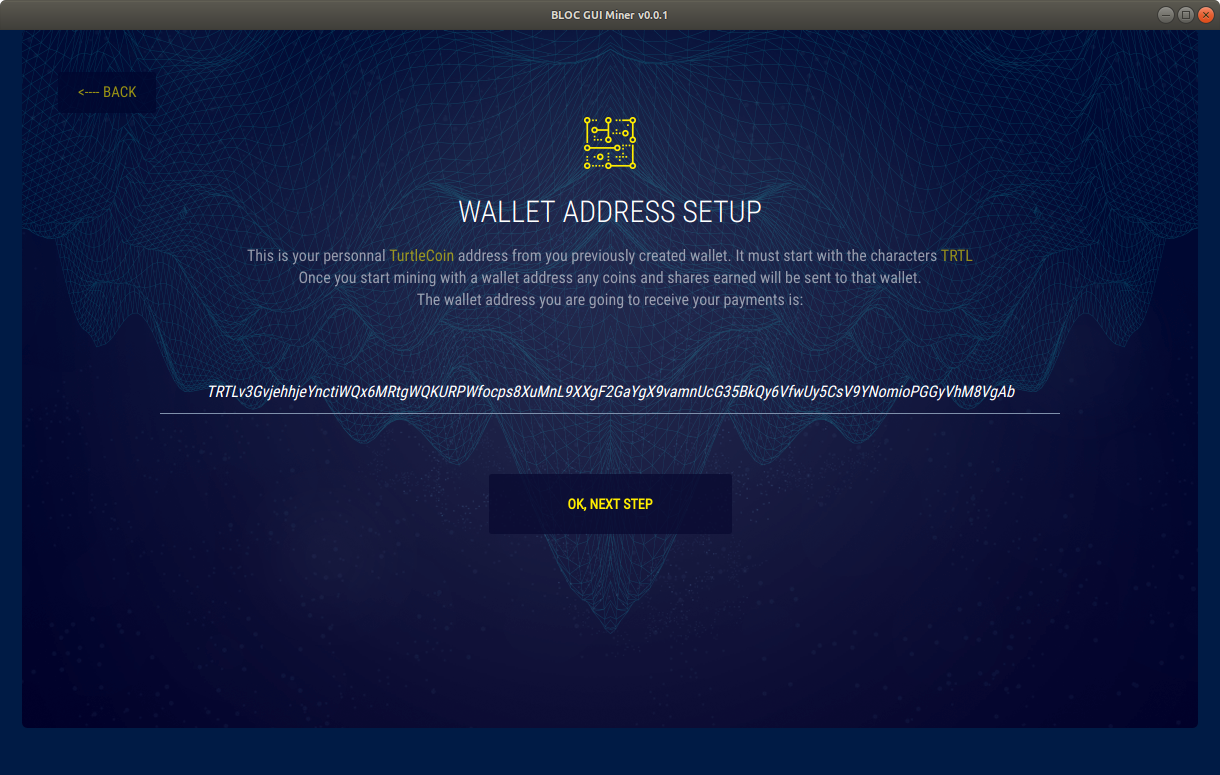 BLOC GUI Miner v0.0.1
<---- BACK
WALLET ADDRESS SETUP
This is your personnal TurtleCoin address from you previously created wallet. It must start with the characters TRTL
Once you start mining with a wallet address any coins and shares earned will be sent to that wallet.
The wallet address you are going to receive your payments is:
TRTLv3GvjehhjeYnctiWQx6MRtgWQKURPWfocps8XuMnL9XXgF2GaYgX9vamnUcG35BkQy6VfwUy5CsV9YNomioPGGyVhM8VgAb
OK, NEXT STEP